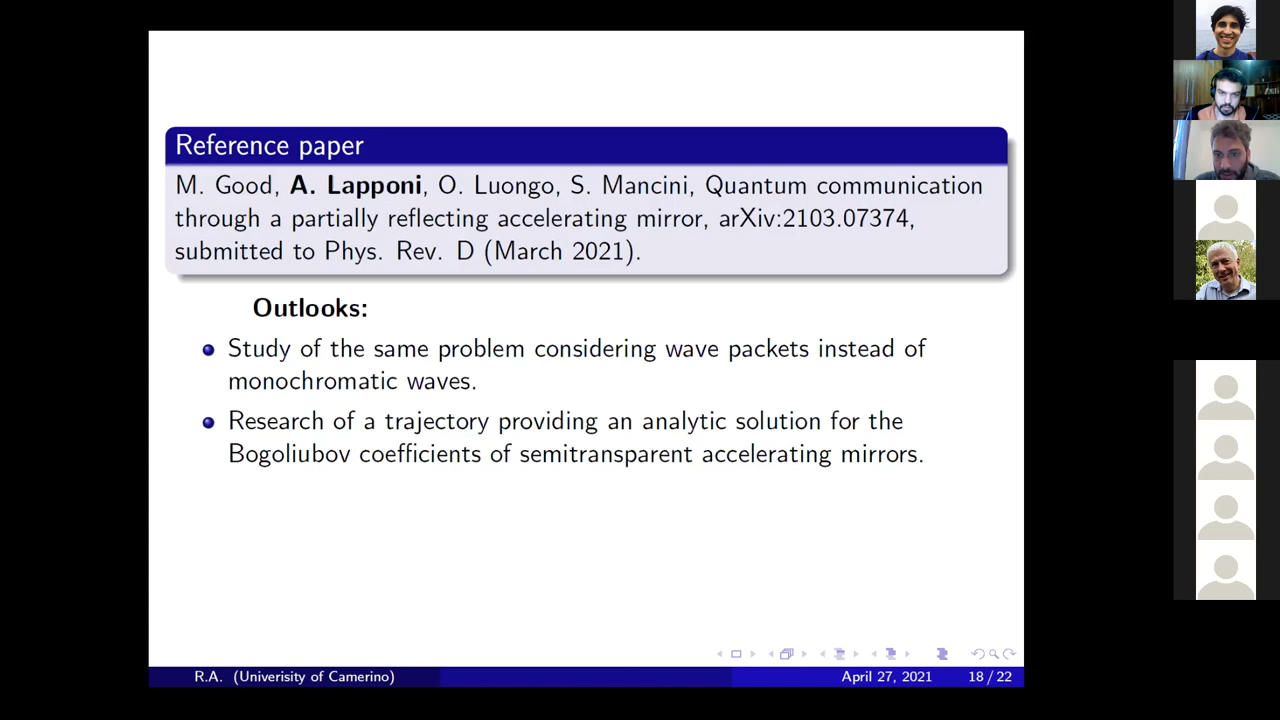 Reference paper
M. Good, A. Lapponi, O. Luongo, S. Mancini, Quantum communication
through a partially reflecting accelerating mirror, arXiv:2103.07374,
submitted to Phys. Rev. D (March 2021).
Outlooks:
Study of the same problem considering wave packets instead of
monochromatic waves.
Research of a trajectory providing an analytic solution for the
Bogoliubov coefficients of semitransparent accelerating mirrors.
R.A. (Univerisity of Camerino) April 27, 2021 18 / 22